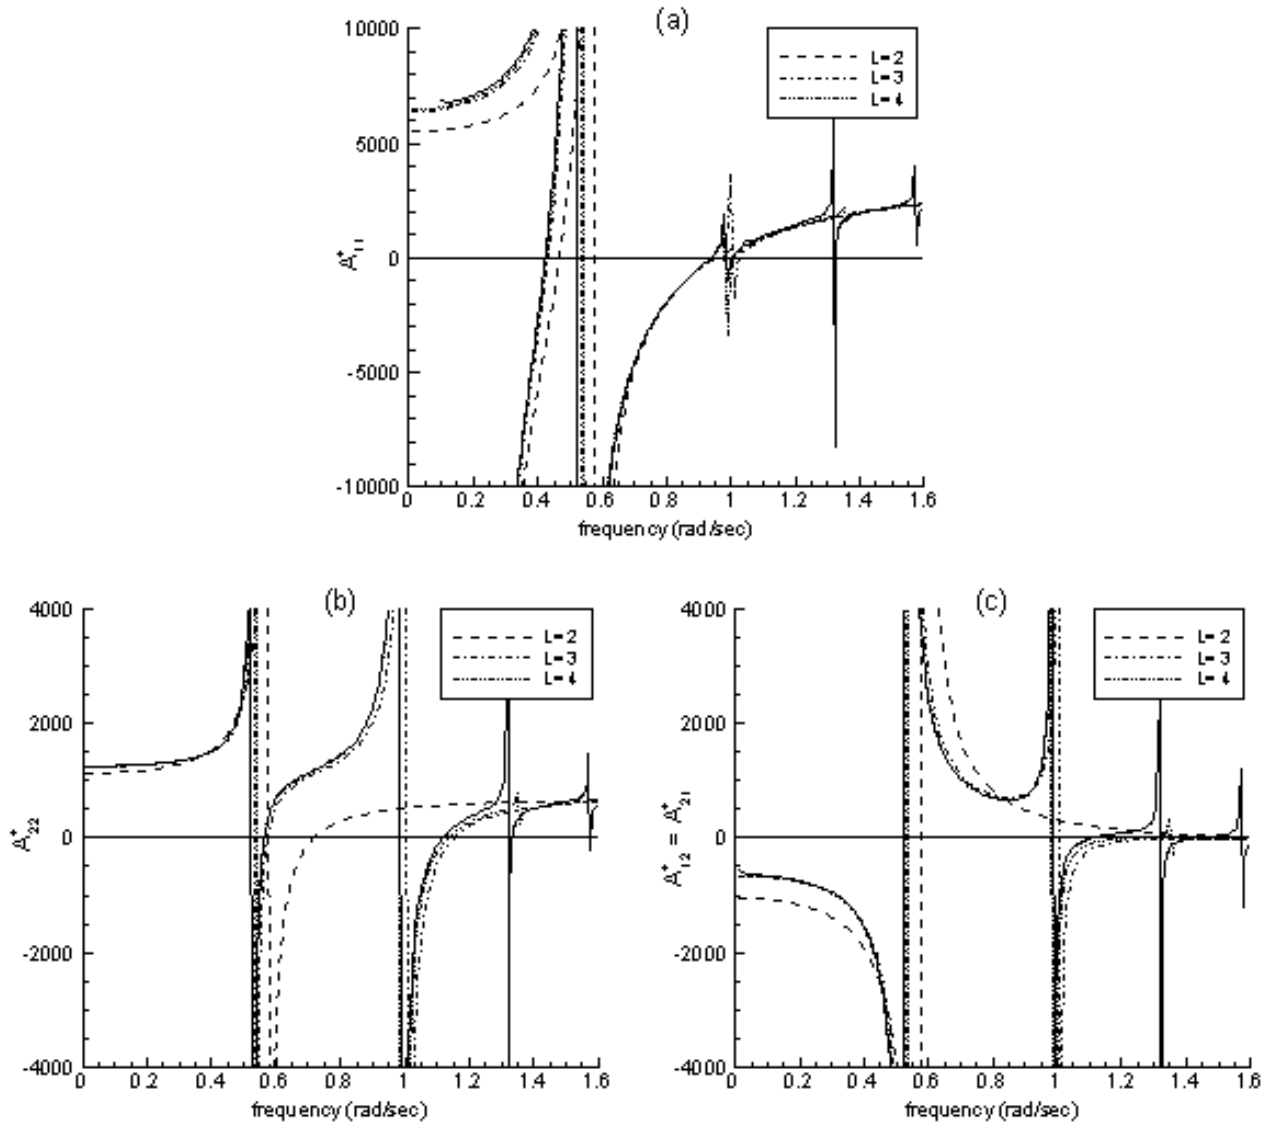 (a)
10000
5000
0
-5000
-10000
A⁺₁₁
L= 2
L= 3
L= 4
0 0.2 0.4 0.6 0.8 1 1.2 1.4 1.6
frequency (rad/sec)
(b)
4000
2000
0
-2000
-4000
A⁺₂₂
L= 2
L= 3
L= 4
0 0.2 0.4 0.6 0.8 1 1.2 1.4 1.6
frequency (rad/sec)
(c)
4000
2000
0
-2000
-4000
A⁺₁₂ = A⁺₂₁
L= 2
L= 3
L= 4
0 0.2 0.4 0.6 0.8 1 1.2 1.4 1.6
frequency (rad/sec)